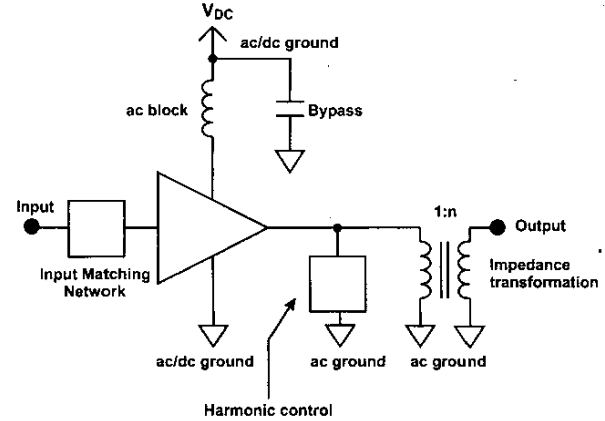 VDC
ac/dc ground
ac block
Bypass
Input
1:n
Output
Input Matching
Network
Impedance
transformation
ac/dc ground
ac ground
ac ground
Harmonic control